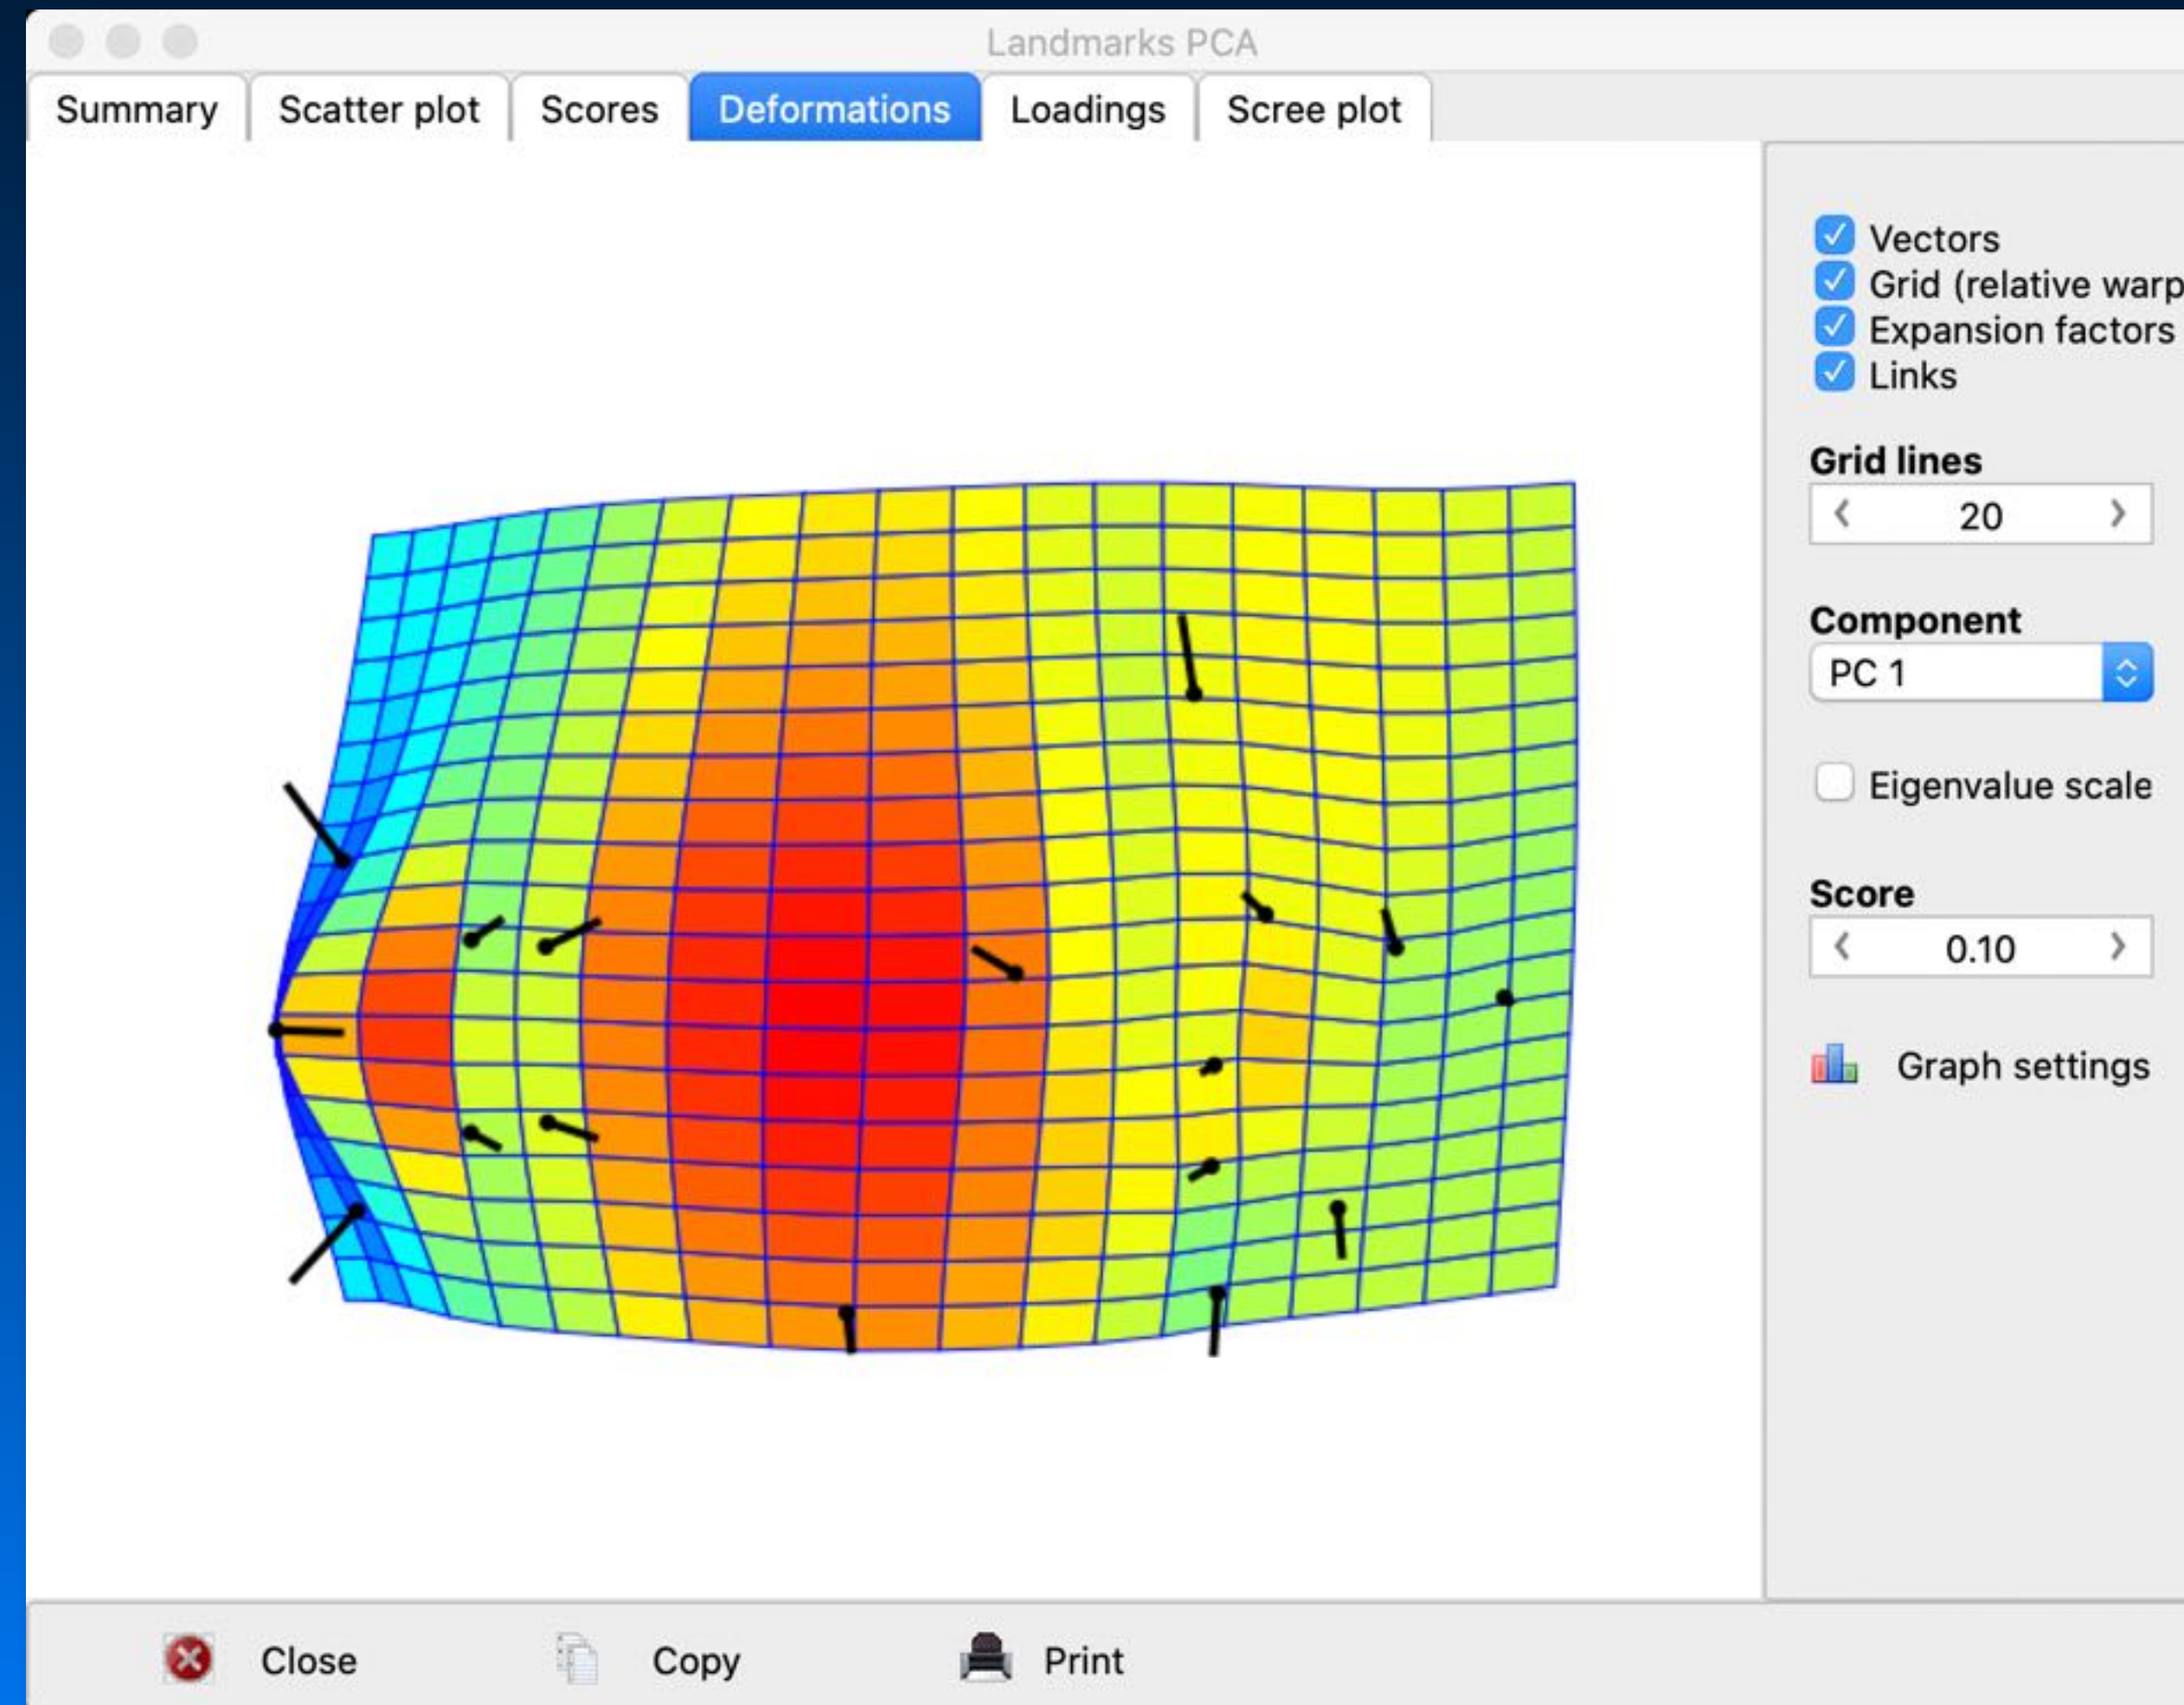 Landmarks PCA
Summary Scatter plot Scores Deformations Loadings Scree plot
Vectors
Grid (relative warp
Expansion factors
Links
Grid lines
20
Component
PC 1
Eigenvalue scale
Score
0.10
Graph settings
Close Copy Print